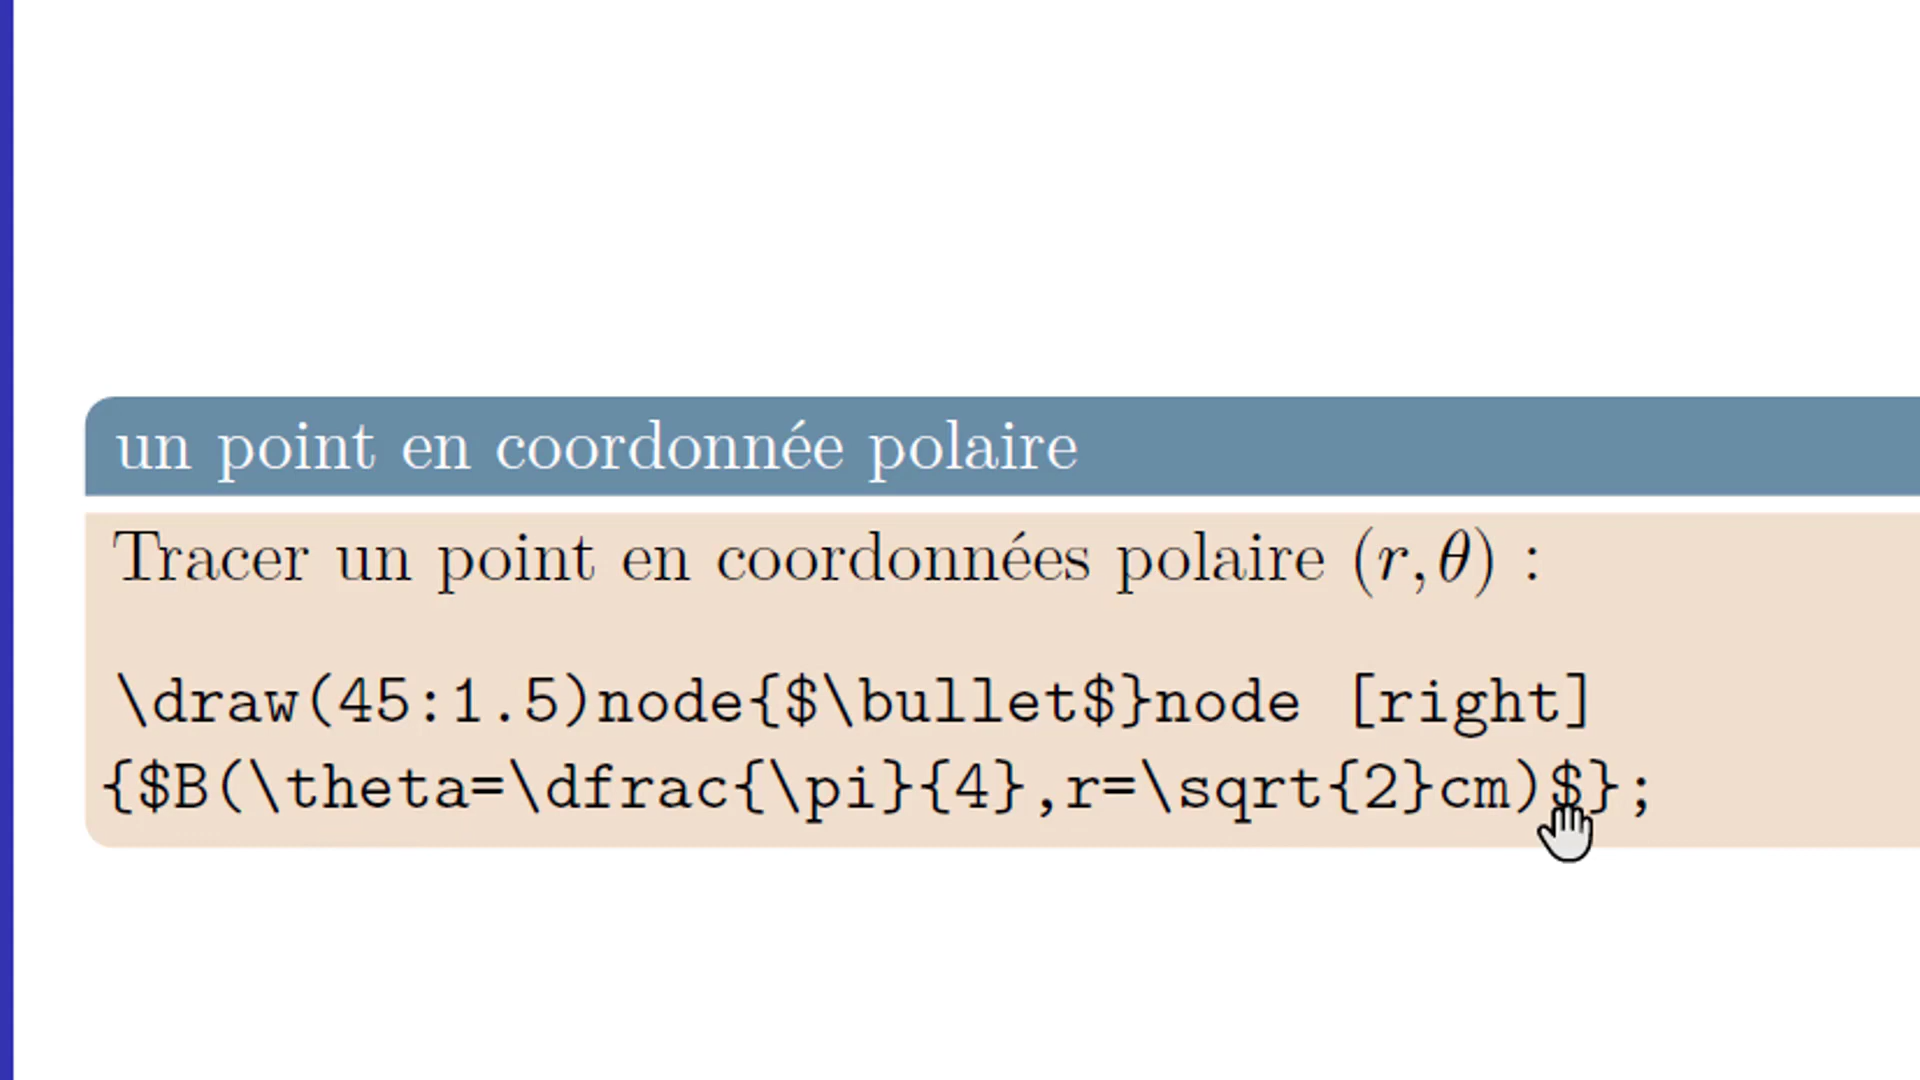 un point en coordonnée polaire
Tracer un point en coordonnées polaire (r, θ) :
\draw(45:1.5)node{$\bullet$}node [right]
{$B(\theta=\dfrac{\pi}{4},r=\sqrt{2}cm)$};